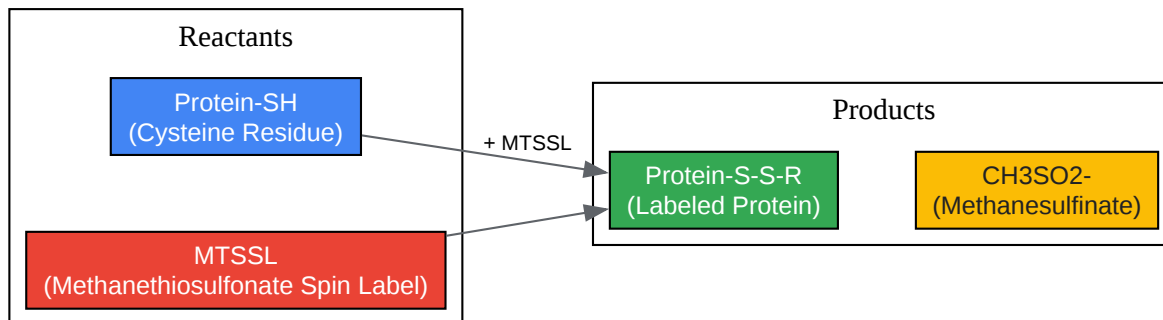 Reactants
Protein-SH
(Cysteine Residue)
+ MTSSL
MTSSL
(Methanethiosulfonate Spin Label)
Products
Protein-S-S-R
(Labeled Protein)
CH3SO2-
(Methanesulfinate)